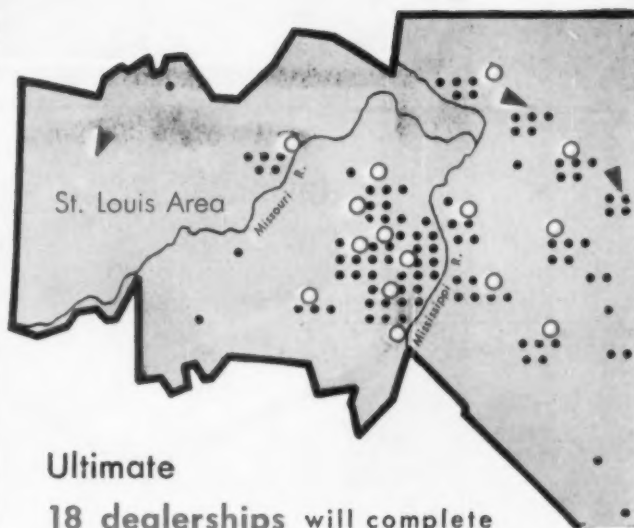 St. Louis Area
Missouri R.
Mississippi R.
Ultimate
18 dealerships will complete